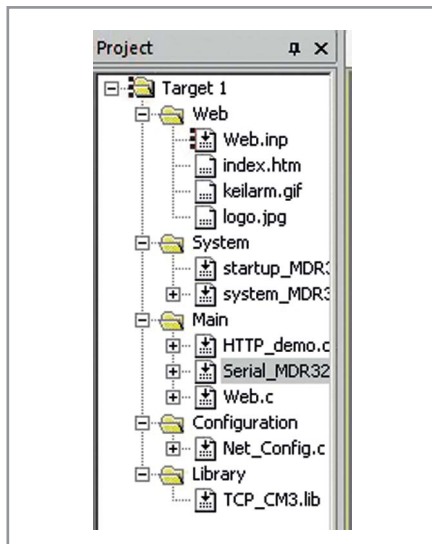 Project
Target 1
Web
Web.inp
index.htm
keilarm.gif
logo.jpg
System
startup_MDR3
system_MDR3
Main
HTTP_demo.c
Serial_MDR32
Web.c
Configuration
Net_Config.c
Library
TCP_CM3.lib